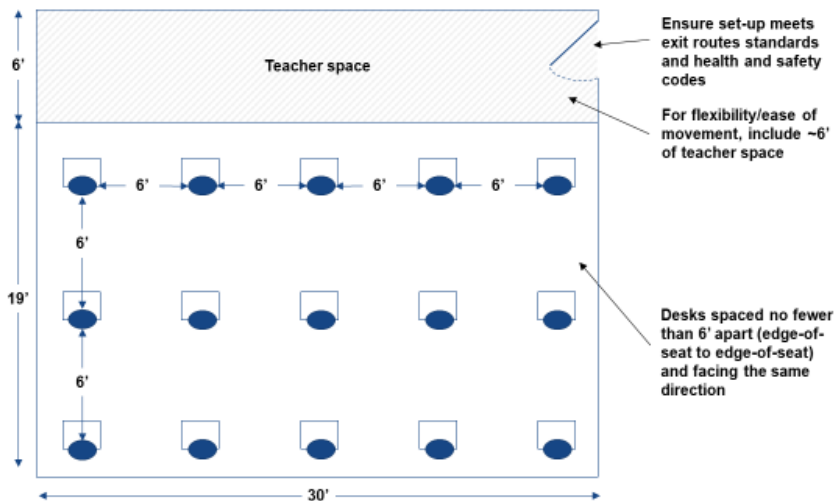 Ensure set-up meets
exit routes standards
and health and safety
codes
6’
Teacher space
For flexibility/ease of
movement, include ~6’
of teacher space
6’
6’
6’
6’
6’
19’
Desks spaced no fewer
than 6’ apart (edge-of-
seat to edge-of-seat)
and facing the same
direction
6’
30’